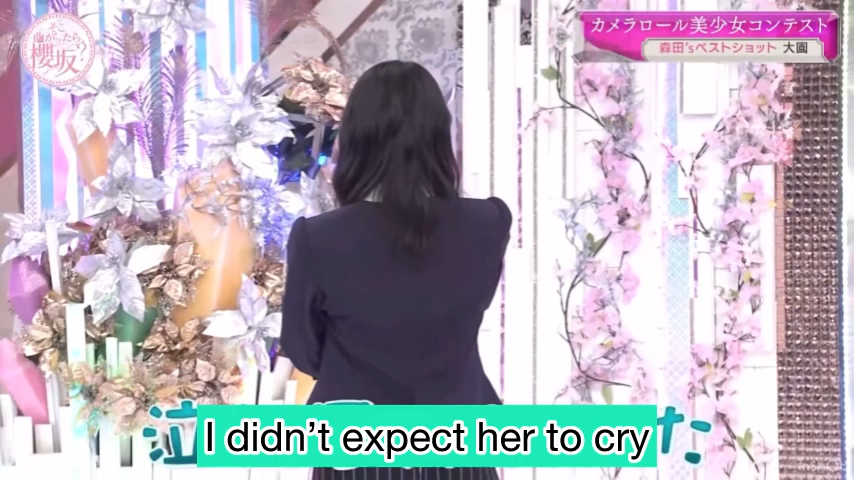 そこ
曲がったら、
櫻坂?
カメラロール美少女コンテスト
森田'sベストショット 大園
I didn't expect her to cry
泣
た